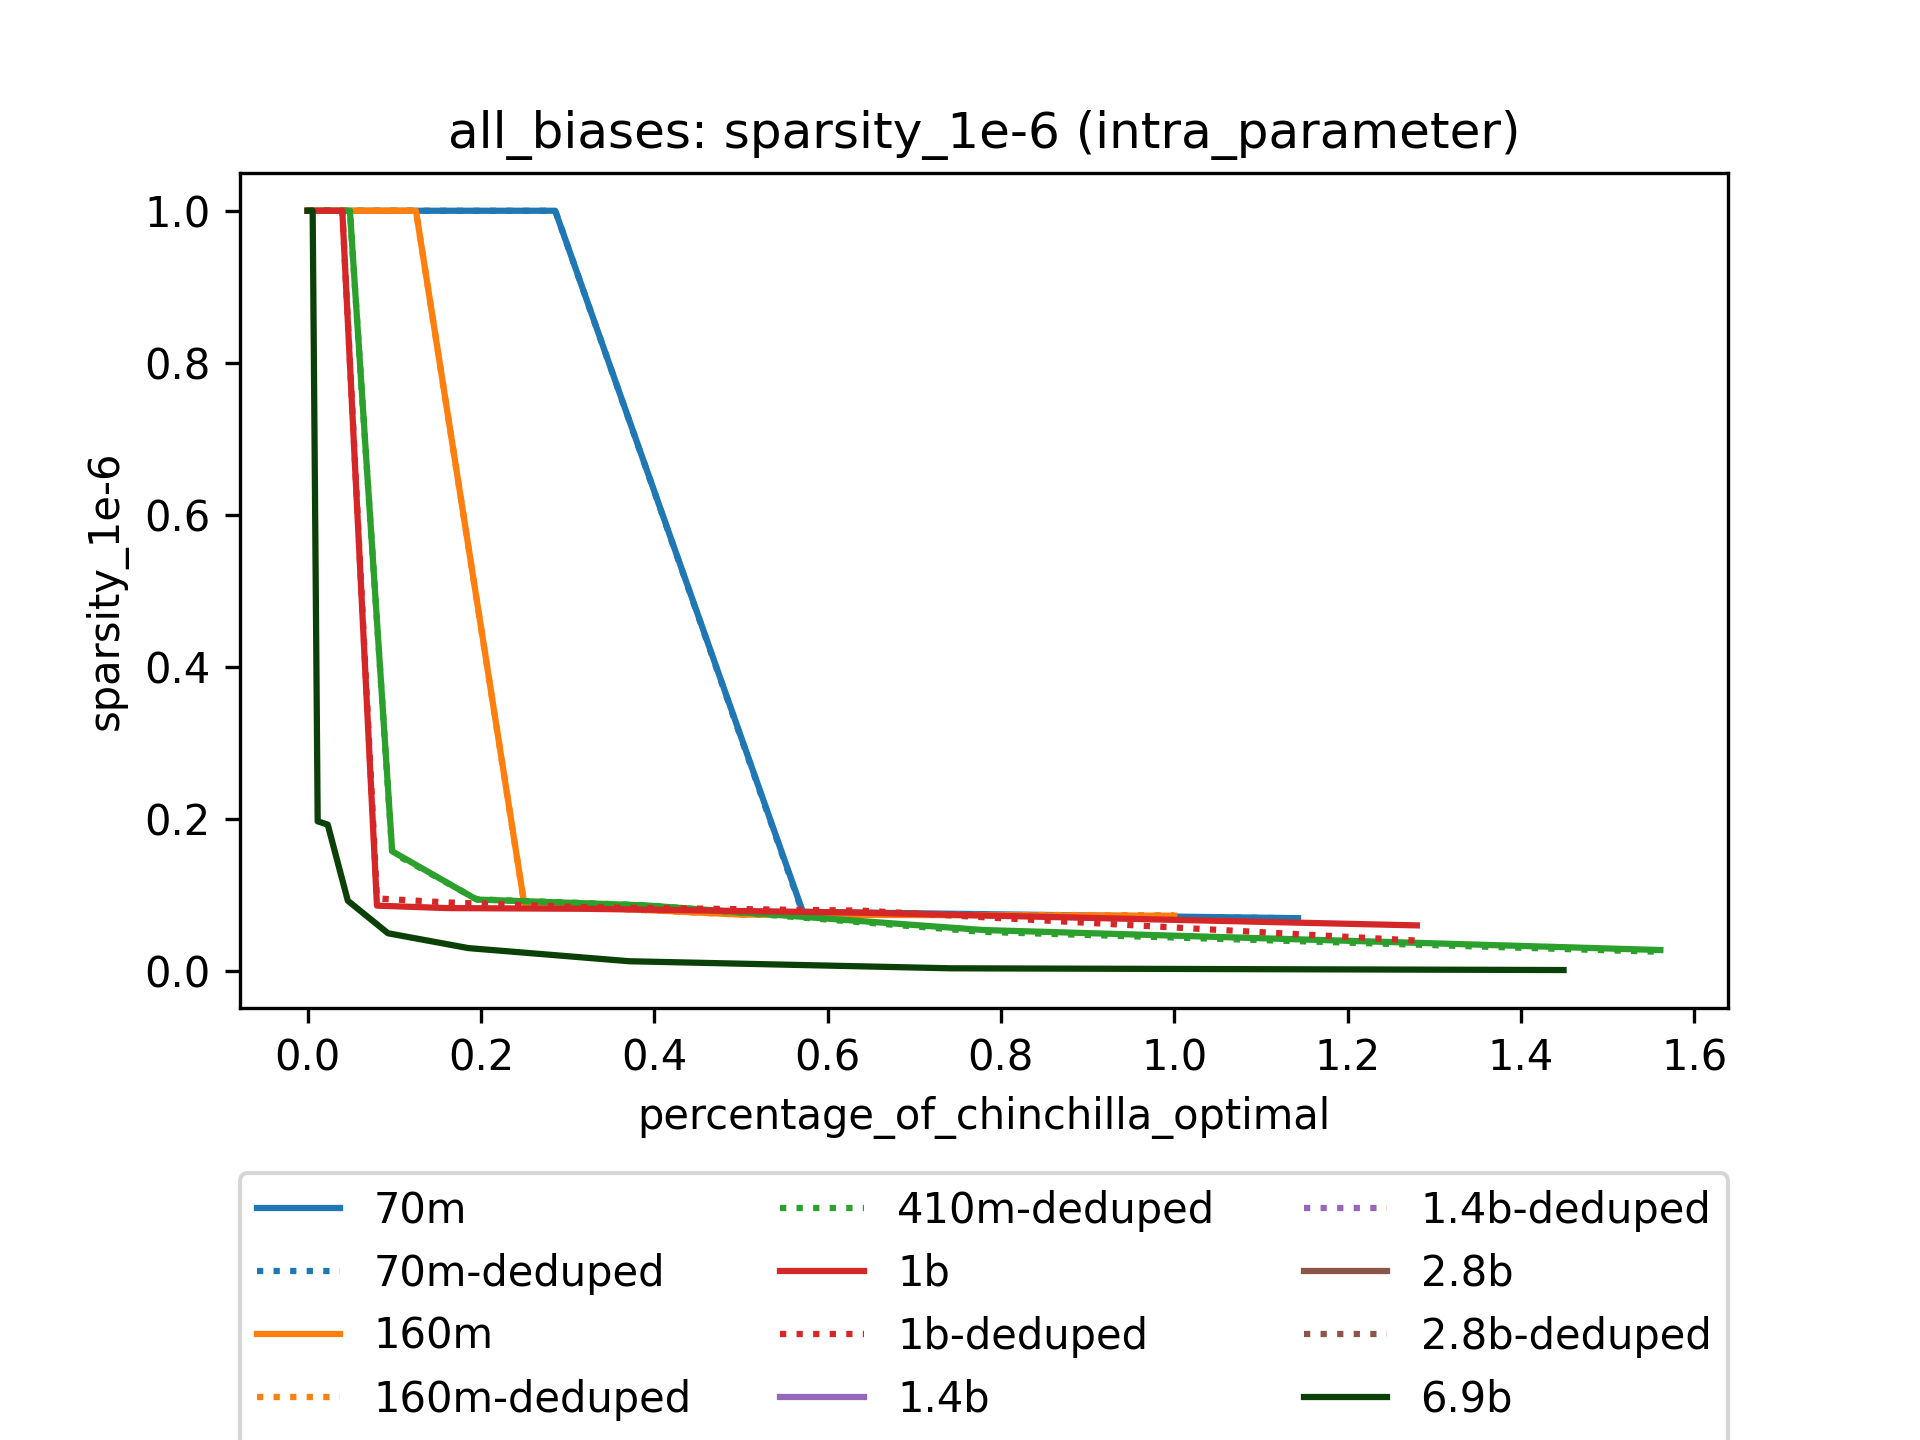 all_biases: sparsity_1e-6 (intra_parameter)
sparsity_1e-6
1.0
0.8
0.6
0.4
0.2
0.0
0.0 0.2 0.4 0.6 0.8 1.0 1.2 1.4 1.6
percentage_of_chinchilla_optimal
70m
70m-deduped
160m
160m-deduped
410m-deduped
1b
1b-deduped
1.4b
1.4b-deduped
2.8b
2.8b-deduped
6.9b